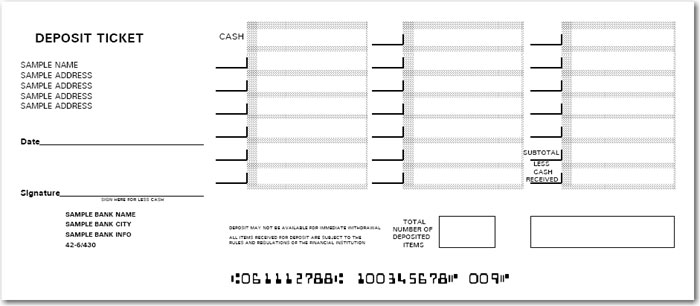 DEPOSIT TICKET
CASH
SAMPLE NAME
SAMPLE ADDRESS
SAMPLE ADDRESS
SAMPLE ADDRESS
SAMPLE ADDRESS
Date
SUBTOTAL
LESS
CASH
RECEIVED
Signature
SIGN HERE FOR LESS CASH
SAMPLE BANK NAME
SAMPLE BANK CITY
SAMPLE BANK INFO
42-6/430
DEPOSIT MAY NOT BE AVAILABLE FOR IMMEDIATE WITHDRAWAL
ALL ITEMS RECEIVED FOR DEPOSIT ARE SUBJECT TO THE
RULES AND REGULATIONS OF THE FINANCIAL INSTITUTION
TOTAL
NUMBER OF
DEPOSITED
ITEMS
⑆061112788⑆ 100345678⑈ 009⑈